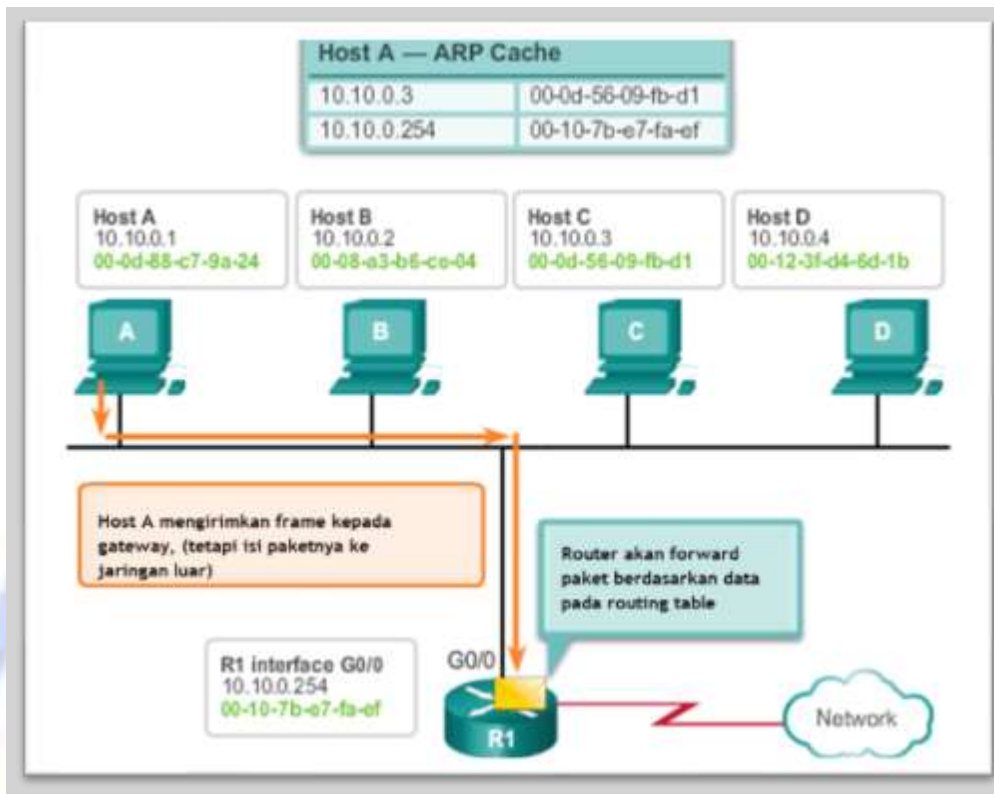 Host A — ARP Cache
10.10.0.3 00-0d-56-09-fb-d1
10.10.0.254 00-10-7b-e7-fa-ef
Host A
10.10.0.1
00-0d-88-c7-9a-24
Host B
10.10.0.2
00-08-a3-b6-ce-04
Host C
10.10.0.3
00-0d-56-09-fb-d1
Host D
10.10.0.4
00-12-3f-d4-6d-1b
A
B
C
D
Host A mengirimkan frame kepada
gateway, (tetapi isi paketnya ke
jaringan luar)
Router akan forward
paket berdasarkan data
pada routing table
R1 interface G0/0
10.10.0.254
00-10-7b-e7-fa-ef
G0/0
R1
Network